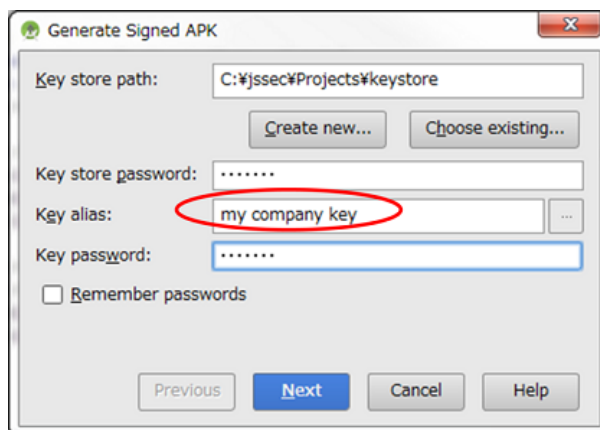 Generate Signed APK
Key store path: C:¥jssec¥Projects¥keystore
Create new... Choose existing...
Key store password: •••••••
Key alias: my company key ...
Key password: •••••••
Remember passwords
Previous Next Cancel Help